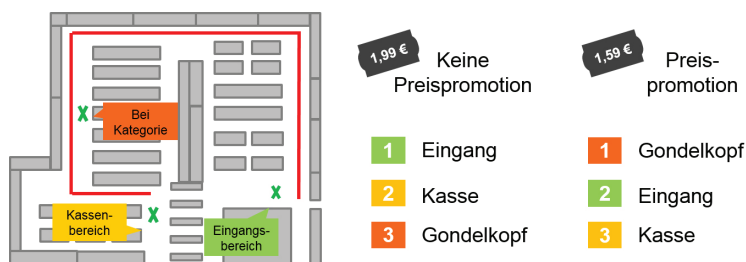 Bei
Kategorie
Kassen-
bereich
Eingangs-
bereich
1,99 €
Keine
Preispromotion
1 Eingang
2 Kasse
3 Gondelkopf
1,59 €
Preis-
promotion
1 Gondelkopf
2 Eingang
3 Kasse